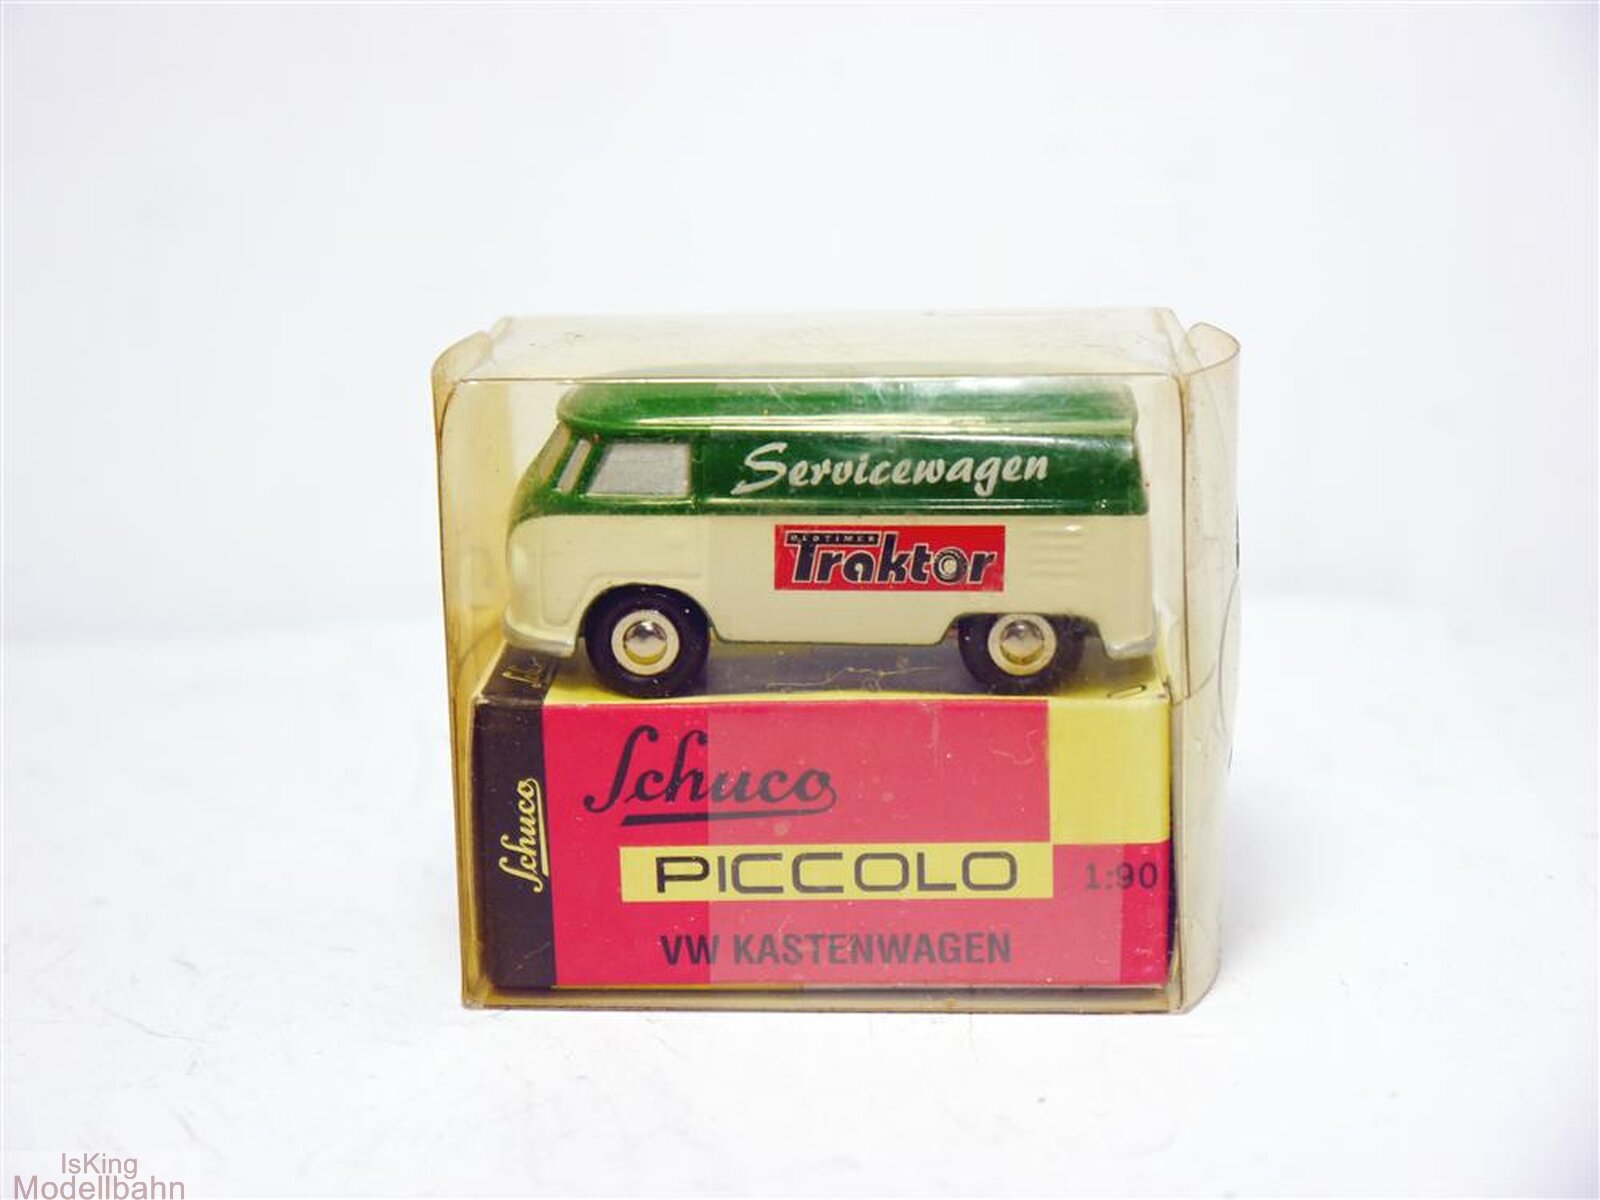 Servicewagen
OLDTIMER
Traktor
Schuco
Schuco
PICCOLO
1:90
VW KASTENWAGEN
IsKing
Modellbahn